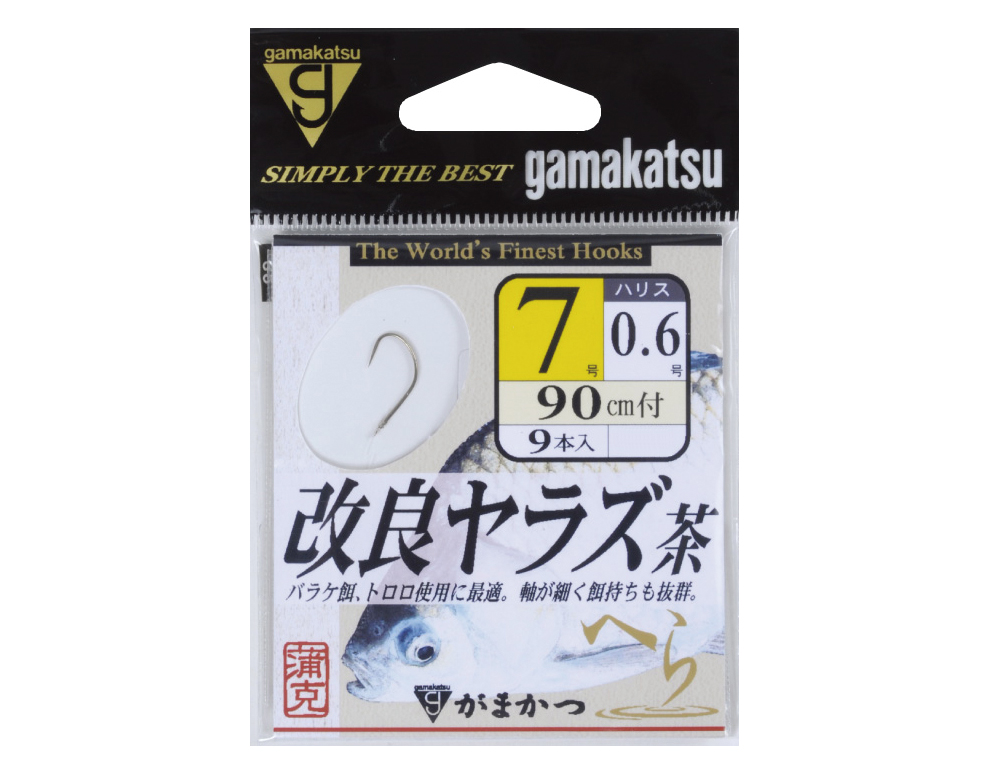 gamakatsu
SIMPLY THE BEST
gamakatsu
The World's Finest Hooks
7号
ハリス
0.6号
90cm付
9本入
改良ヤラズ茶
バラケ餌、トロロ使用に最適。軸が細く餌持ちも抜群。
へら
蒲克
gamakatsu
がまかつ